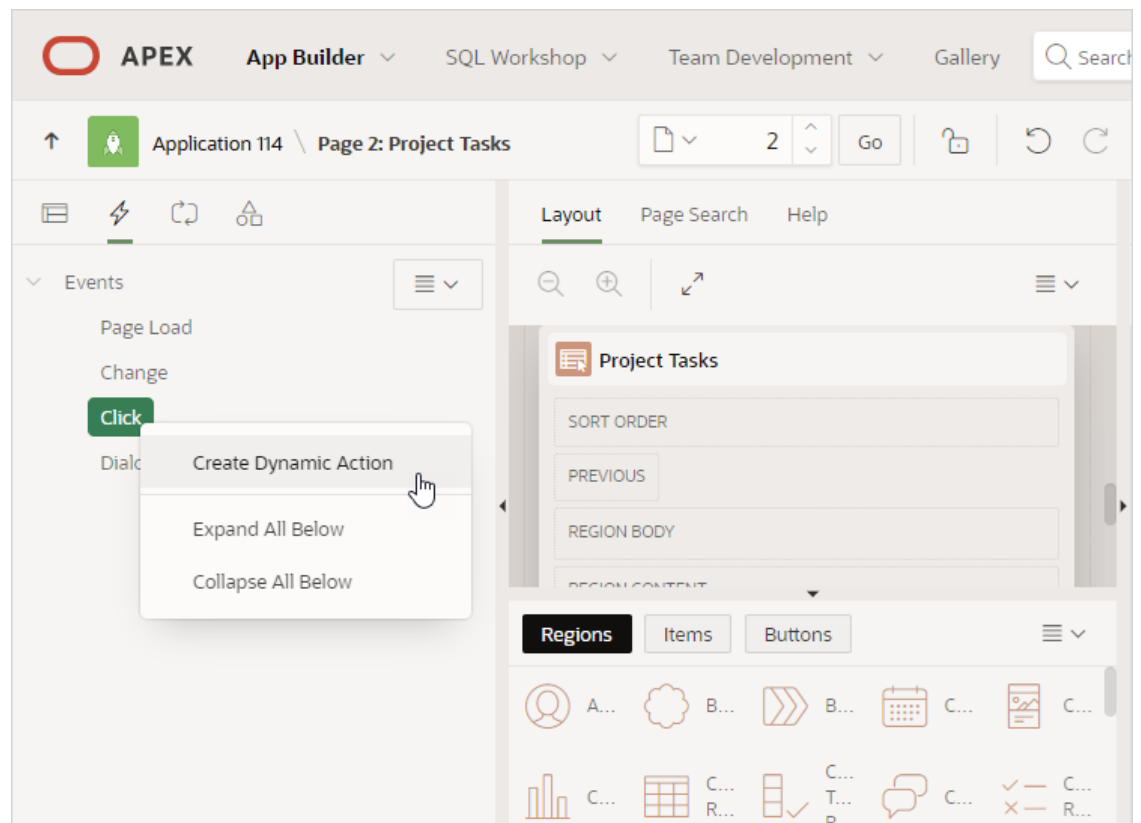 APEX App Builder SQL Workshop Team Development Gallery Search
Application 114 \ Page 2: Project Tasks 2 Go
Layout Page Search Help
Events
Page Load
Change
Click
Create Dynamic Action
Expand All Below
Collapse All Below
Project Tasks
SORT ORDER
PREVIOUS
REGION BODY
REGION CONTENT
Regions Items Buttons
A... B... B... C... C...
C... C... C... C... C...
R... T... R...